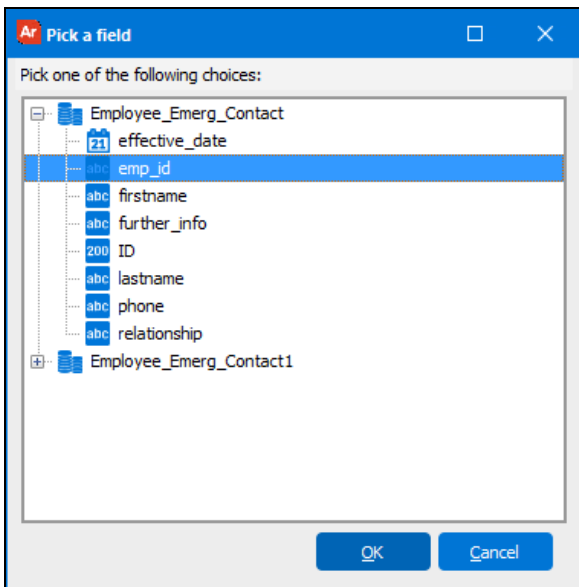 Ar Pick a field
Pick one of the following choices:
Employee_Emerg_Contact
21 effective_date
abc emp_id
abc firstname
abc further_info
200 ID
abc lastname
abc phone
abc relationship
Employee_Emerg_Contact1
OK Cancel